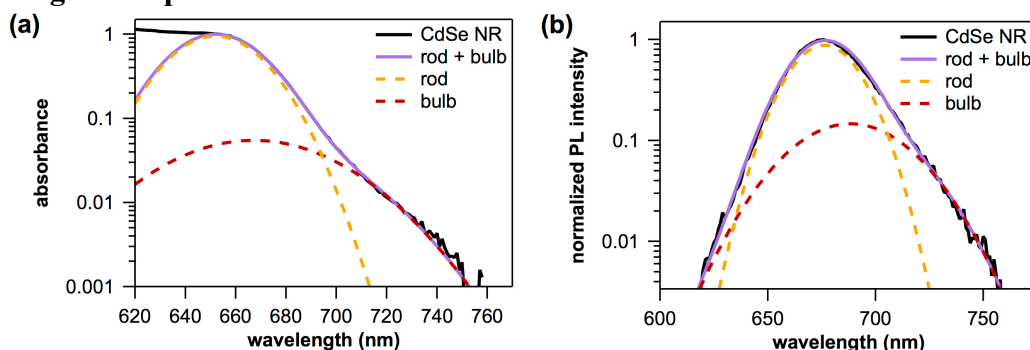 (a)
absorbance
1
0.1
0.01
0.001
CdSe NR
rod + bulb
rod
bulb
620 640 660 680 700 720 740 760
wavelength (nm)
(b)
normalized PL intensity
1
0.1
0.01
CdSe NR
rod + bulb
rod
bulb
600 650 700 750
wavelength (nm)